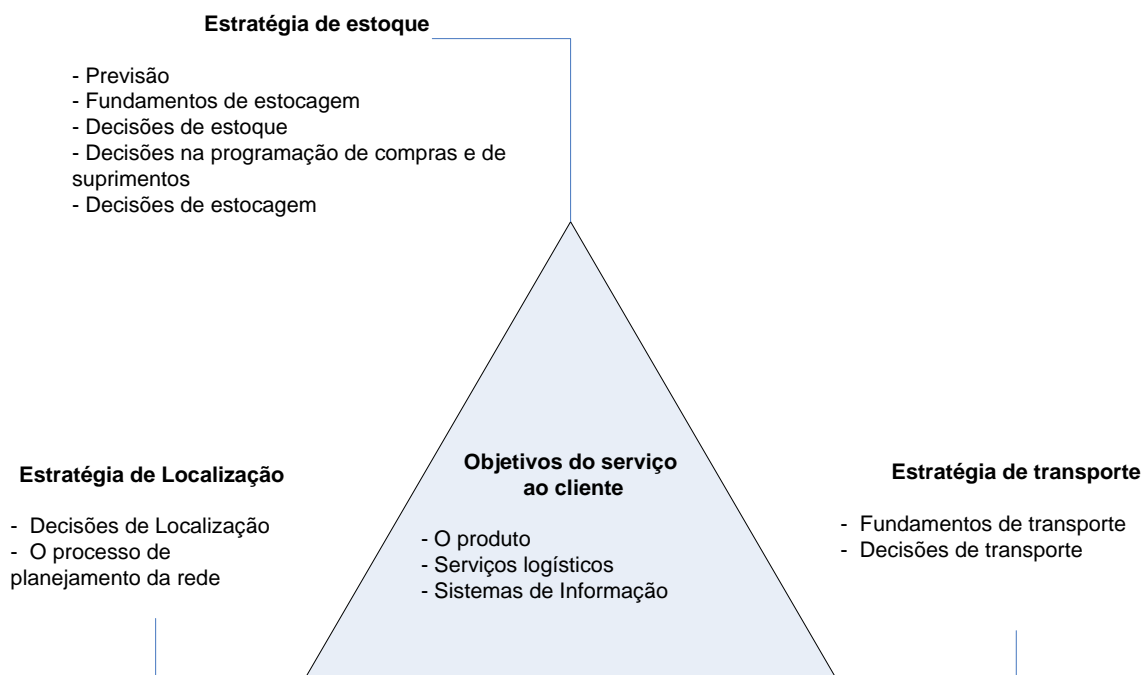 Estratégia de estoque
- Previsão
- Fundamentos de estocagem
- Decisões de estoque
- Decisões na programação de compras e de
suprimentos
- Decisões de estocagem
Estratégia de Localização
- Decisões de Localização
- O processo de
planejamento da rede
Objetivos do serviço
ao cliente
- O produto
- Serviços logísticos
- Sistemas de Informação
Estratégia de transporte
- Fundamentos de transporte
- Decisões de transporte